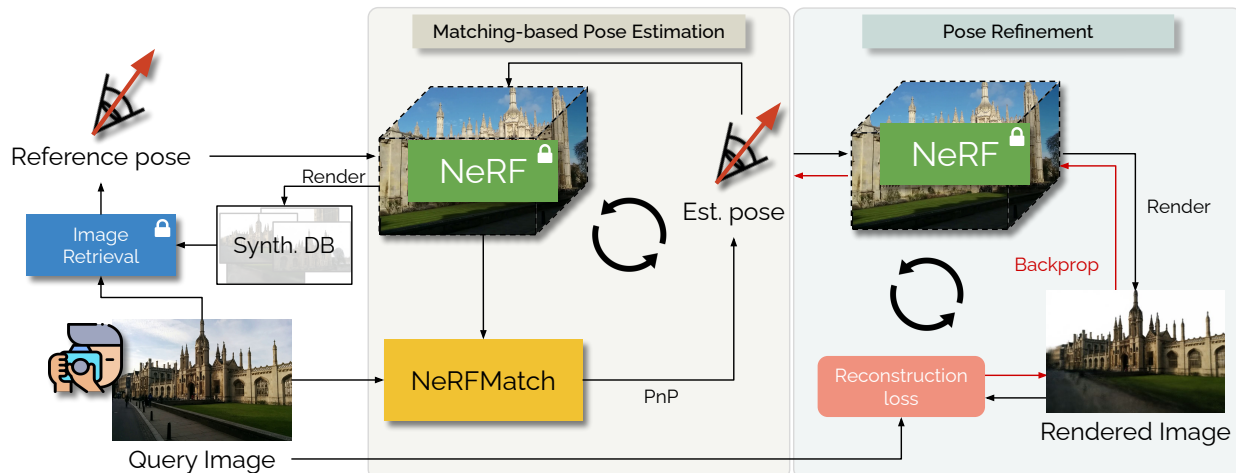 Matching-based Pose Estimation
Pose Refinement
Reference pose
NeRF
NeRF
Render
Est. pose
Render
Image
Retrieval
Synth. DB
Backprop
NeRFMatch
PnP
Reconstruction
loss
Query Image
Rendered Image